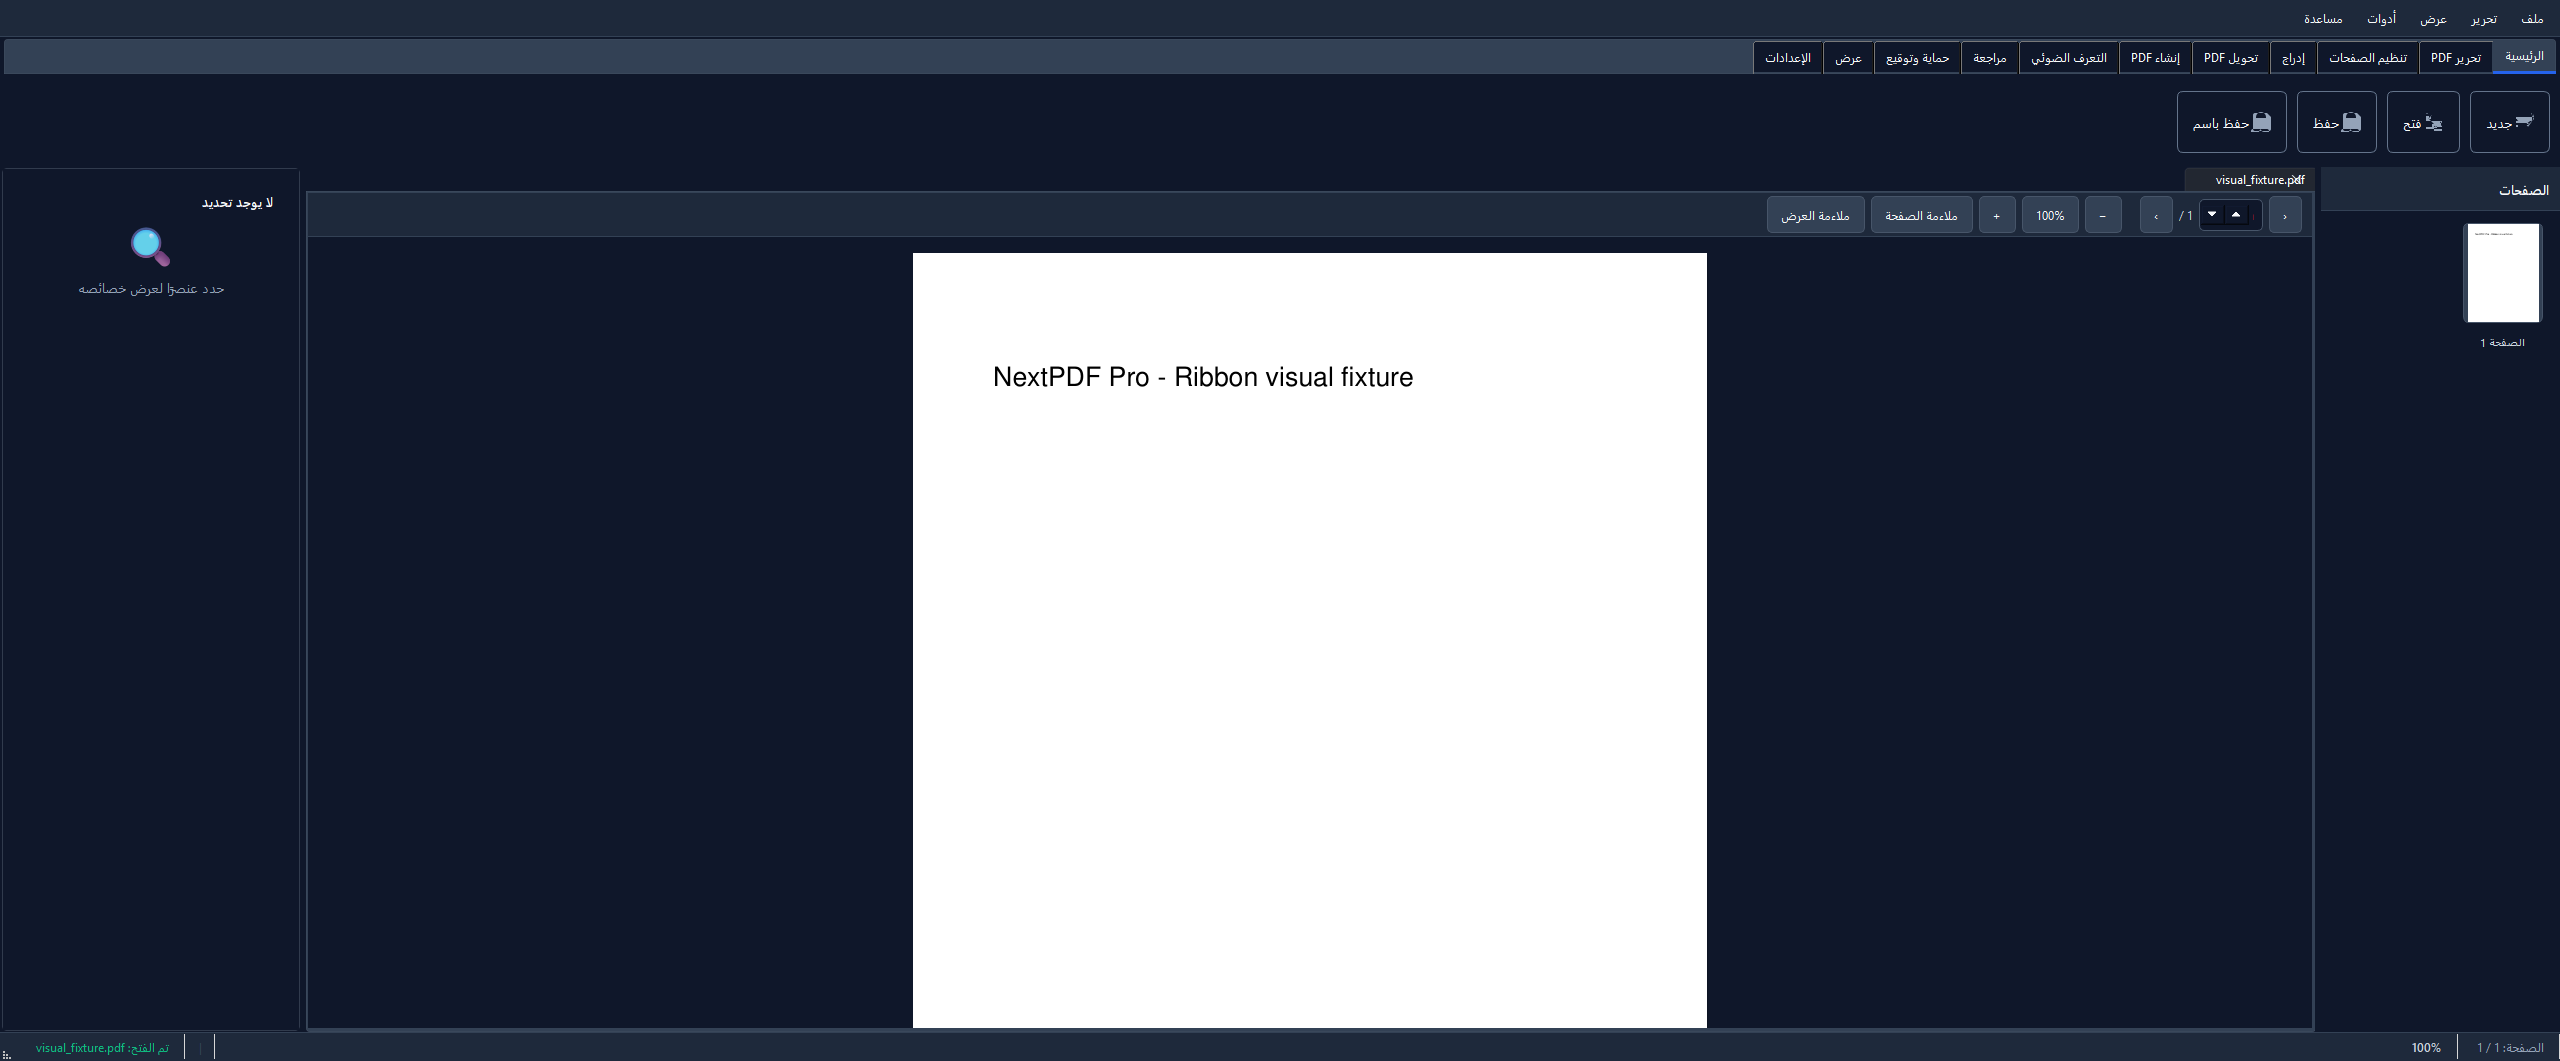 ملف تحرير عرض أدوات مساعدة
الرئيسية تحرير PDF تنظيم الصفحات إدراج تحويل PDF إنشاء PDF التعرف الضوئي مراجعة حماية وتوقيع عرض الإعدادات
جديد فتح حفظ حفظ باسم
الصفحات
الصفحة 1
visual_fixture.pdf
‹ / 1 › − 100% + ملاءمة الصفحة ملاءمة العرض
NextPDF Pro - Ribbon visual fixture
لا يوجد تحديد
حدد عنصرًا لعرض خصائصه
الصفحة: 1 / 1 100% تم الفتح: visual_fixture.pdf